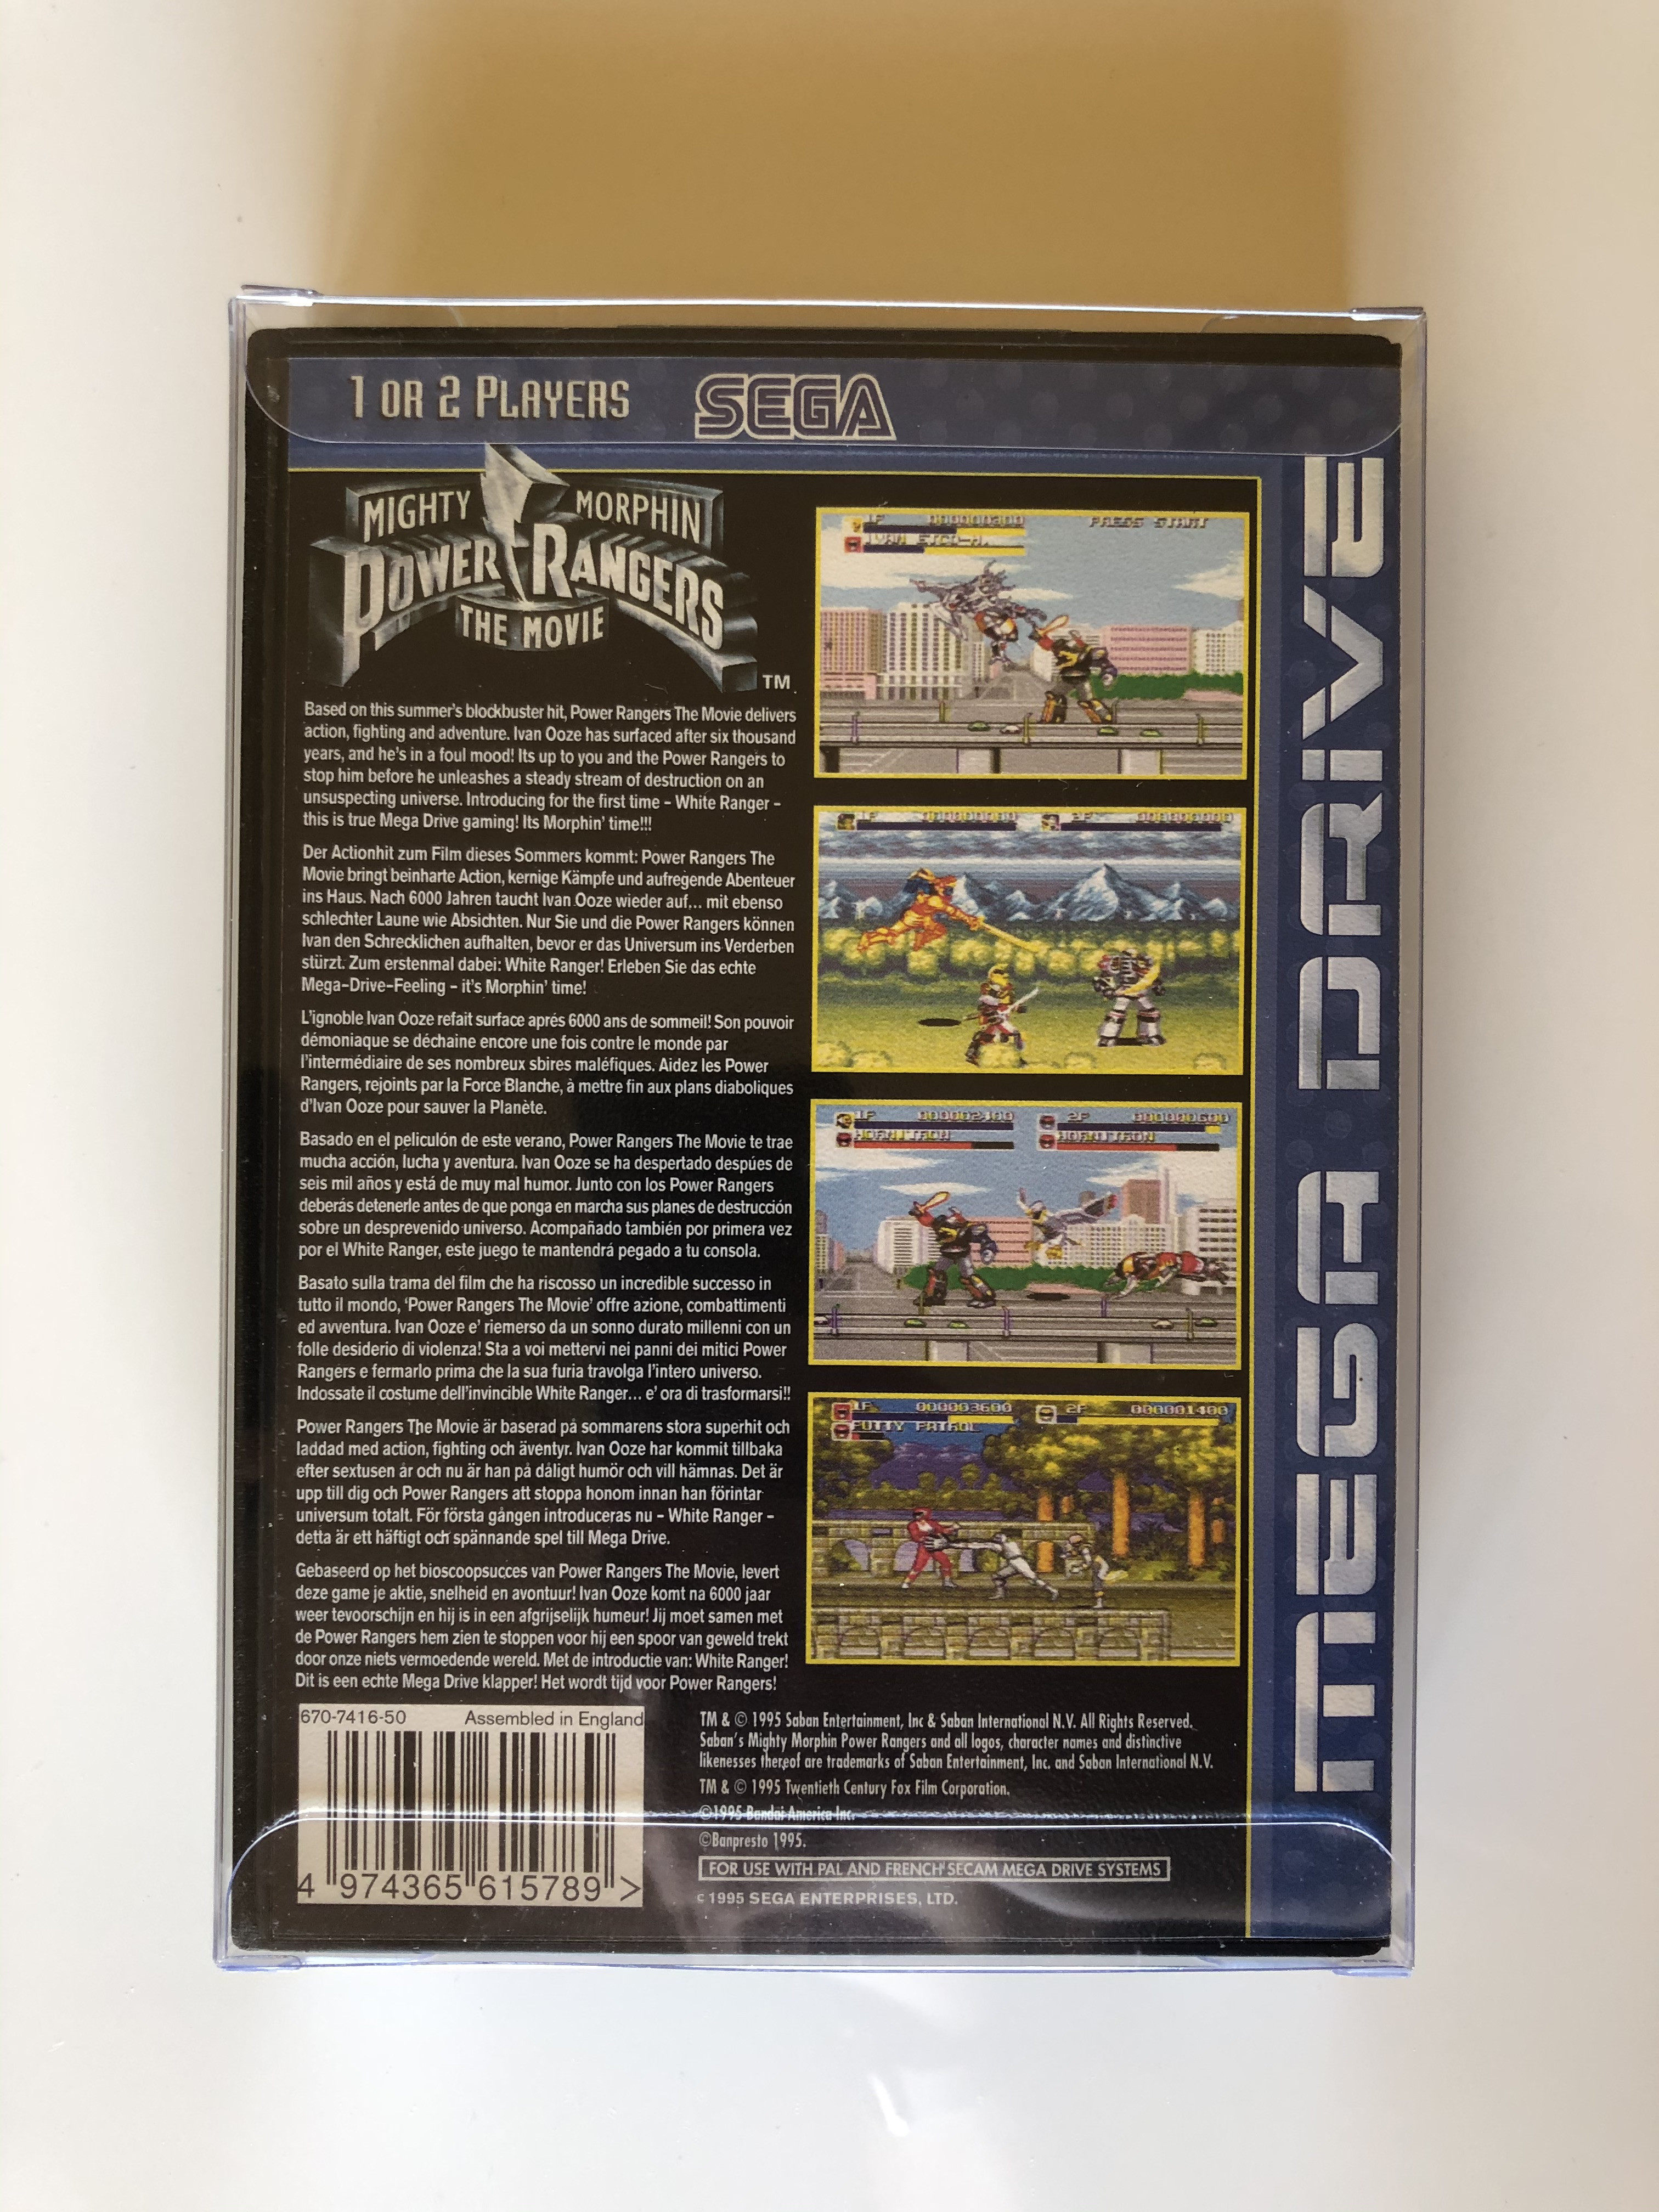 1 OR 2 PLAYERS
SEGA
MIGHTY MORPHIN
POWER RANGERS
THE MOVIE
TM
Based on this summer's blockbuster hit, Power Rangers The Movie delivers
action, fighting and adventure. Ivan Ooze has surfaced after six thousand
years, and he's in a foul mood! Its up to you and the Power Rangers to
stop him before he unleashes a steady stream of destruction on an
unsuspecting universe. Introducing for the first time – White Ranger –
this is true Mega Drive gaming! Its Morphin' time!!!
Der Actionhit zum Film dieses Sommers kommt: Power Rangers The
Movie bringt beinharte Action, kernige Kämpfe und aufregende Abenteuer
ins Haus. Nach 6000 Jahren taucht Ivan Ooze wieder auf... mit ebenso
schlechter Laune wie Absichten. Nur Sie und die Power Rangers können
Ivan den Schrecklichen aufhalten, bevor er das Universum ins Verderben
stürzt. Zum erstenmal dabei: White Ranger! Erleben Sie das echte
Mega-Drive-Feeling – it's Morphin' time!
L'ignoble Ivan Ooze refait surface aprés 6000 ans de sommeil! Son pouvoir
démoniaque se déchaine encore une fois contre le monde par
l'intermédiaire de ses nombreux sbires maléfiques. Aidez les Power
Rangers, rejoints par la Force Blanche, à mettre fin aux plans diaboliques
d'Ivan Ooze pour sauver la Planète.
Basado en el peliculón de este verano, Power Rangers The Movie te trae
mucha acción, lucha y aventura. Ivan Ooze se ha despertado despúes de
seis mil años y está de muy mal humor. Junto con los Power Rangers
deberás detenerle antes de que ponga en marcha sus planes de destrucción
sobre un desprevenido universo. Acompañado también por primera vez
por el White Ranger, este juego te mantendrá pegado a tu consola.
Basato sulla trama del film che ha riscosso un incredible successo in
tutto il mondo, 'Power Rangers The Movie' offre azione, combattimenti
ed avventura. Ivan Ooze e' riemerso da un sonno durato millenni con un
folle desiderio di violenza! Sta a voi mettervi nei panni dei mitici Power
Rangers e fermarlo prima che la sua furia travolga l'intero universo.
Indossate il costume dell'invincible White Ranger... e' ora di trasformarsi!!
Power Rangers The Movie är baserad på sommarens stora superhit och
laddad med action, fighting och äventyr. Ivan Ooze har kommit tillbaka
efter sextusen år och nu är han på dåligt humör och vill hämnas. Det är
upp till dig och Power Rangers att stoppa honom innan han förintar
universum totalt. För första gången introduceras nu – White Ranger –
detta är ett häftigt och spännande spel till Mega Drive.
Gebaseerd op het bioscoopsucces van Power Rangers The Movie, levert
deze game je aktie, snelheid en avontuur! Ivan Ooze komt na 6000 jaar
weer tevoorschijn en hij is in een afgrijselijk humeur! Jij moet samen met
de Power Rangers hem zien te stoppen voor hij een spoor van geweld trekt
door onze niets vermoedende wereld. Met de introductie van: White Ranger!
Dit is een echte Mega Drive klapper! Het wordt tijd voor Power Rangers!
1P 000000200 PRESS START
1P 2P
1P 000002400 2P 000000600
HORNITRON HORNITRON
1P 000003600 2P 000001400
PUTTY PATROL
MEGA DRIVE
670-7416-50 Assembled in England
4 974365 615789 >
TM & © 1995 Saban Entertainment, Inc & Saban International N.V. All Rights Reserved.
Saban's Mighty Morphin Power Rangers and all logos, character names and distinctive
likenesses thereof are trademarks of Saban Entertainment, Inc. and Saban International N.V.
TM & © 1995 Twentieth Century Fox Film Corporation.
©1995 Bandai America Inc.
©Banpresto 1995.
FOR USE WITH PAL AND FRENCH SECAM MEGA DRIVE SYSTEMS
© 1995 SEGA ENTERPRISES, LTD.